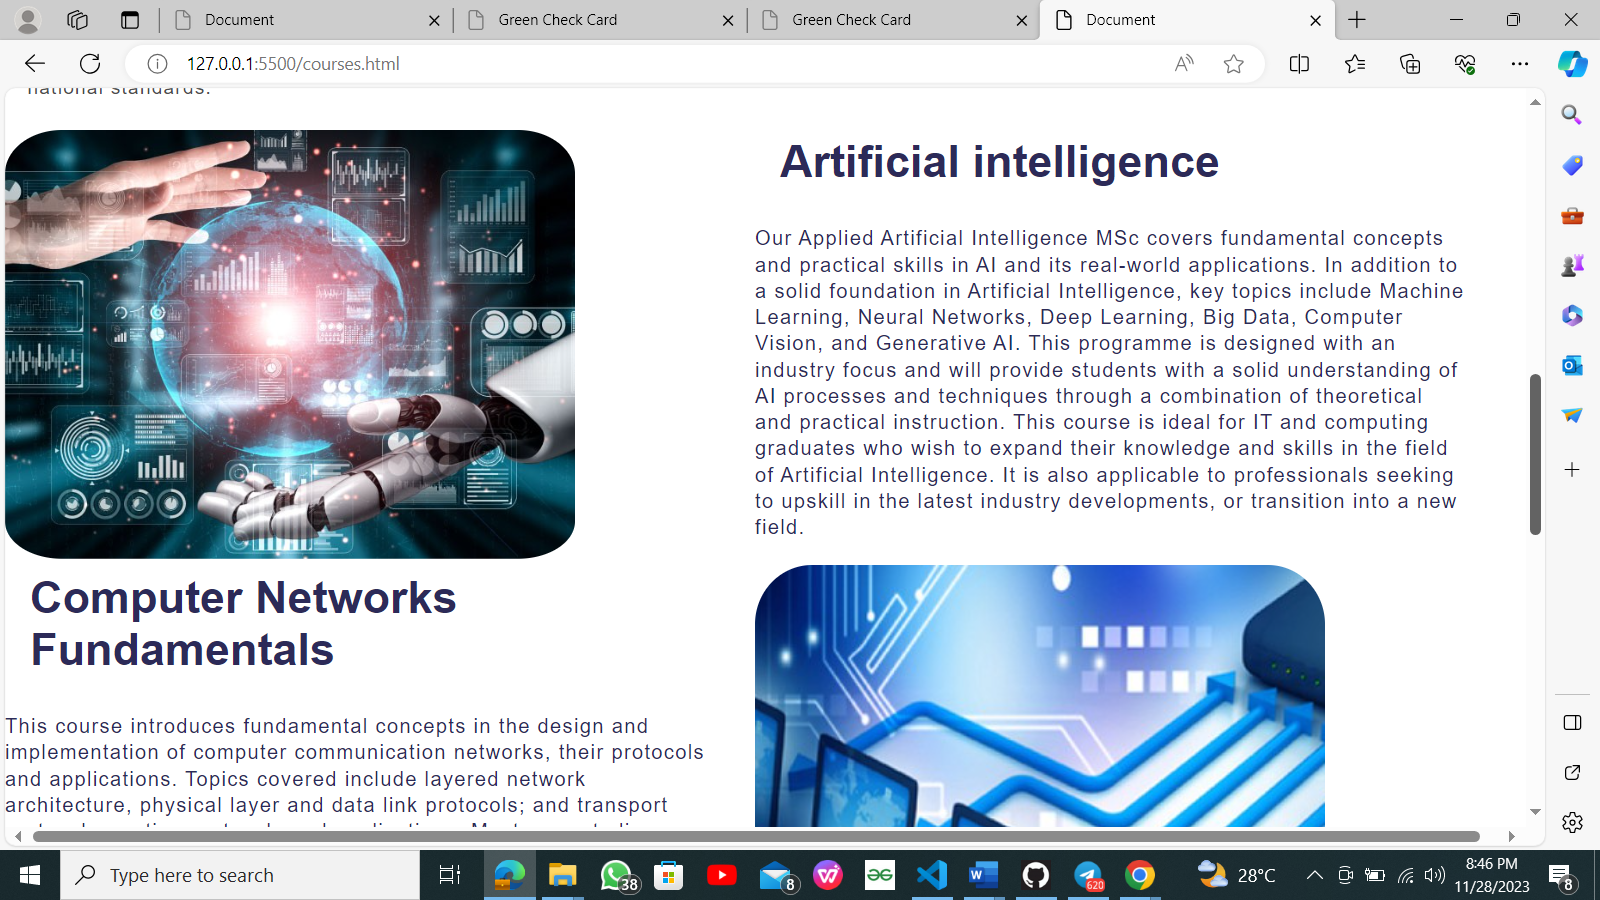 Document
Green Check Card
Green Check Card
Document
127.0.0.1:5500/courses.html
national standards.
Artificial intelligence
Our Applied Artificial Intelligence MSc covers fundamental concepts
and practical skills in AI and its real-world applications. In addition to
a solid foundation in Artificial Intelligence, key topics include Machine
Learning, Neural Networks, Deep Learning, Big Data, Computer
Vision, and Generative AI. This programme is designed with an
industry focus and will provide students with a solid understanding of
AI processes and techniques through a combination of theoretical
and practical instruction. This course is ideal for IT and computing
graduates who wish to expand their knowledge and skills in the field
of Artificial Intelligence. It is also applicable to professionals seeking
to upskill in the latest industry developments, or transition into a new
field.
Computer Networks
Fundamentals
This course introduces fundamental concepts in the design and
implementation of computer communication networks, their protocols
and applications. Topics covered include layered network
architecture, physical layer and data link protocols; and transport
Type here to search
38
8
620
28°C
8:46 PM
11/28/2023
8